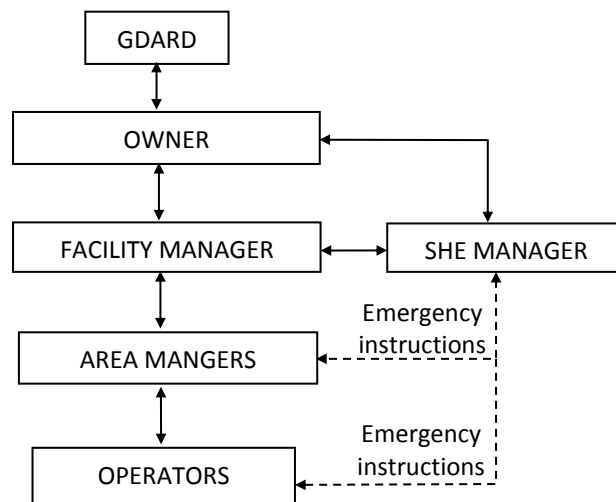 GDARD
OWNER
FACILITY MANAGER
SHE MANAGER
Emergency
instructions
AREA MANGERS
Emergency
instructions
OPERATORS